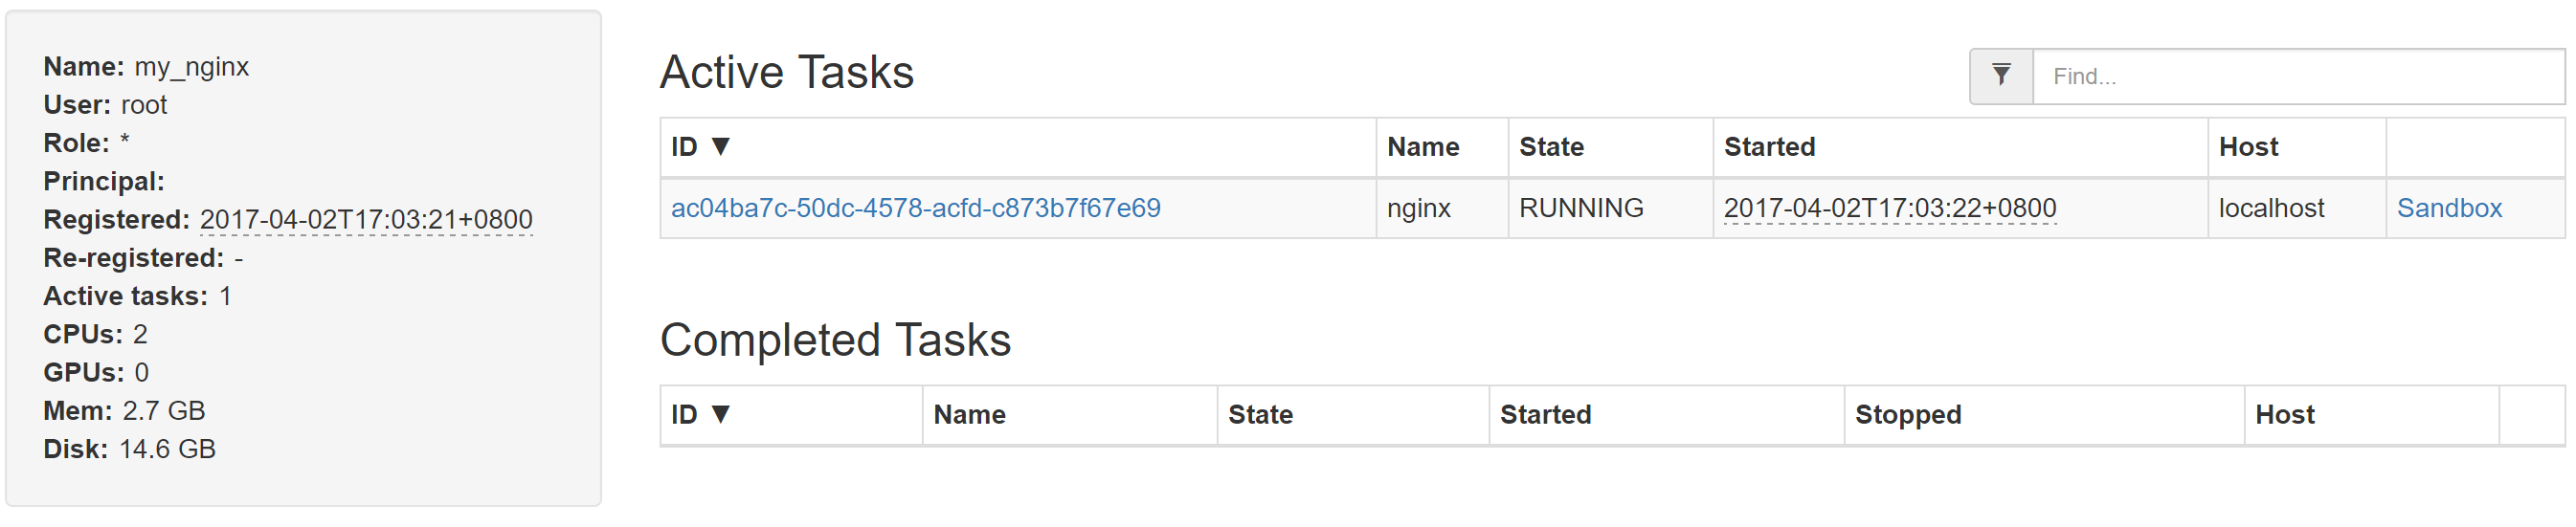 Name: my_nginx
User: root
Role: *
Principal:
Registered: 2017-04-02T17:03:21+0800
Re-registered: -
Active tasks: 1
CPUs: 2
GPUs: 0
Mem: 2.7 GB
Disk: 14.6 GB
Active Tasks
Find...
ID ▼ Name State Started Host
ac04ba7c-50dc-4578-acfd-c873b7f67e69 nginx RUNNING 2017-04-02T17:03:22+0800 localhost Sandbox
Completed Tasks
ID ▼ Name State Started Stopped Host